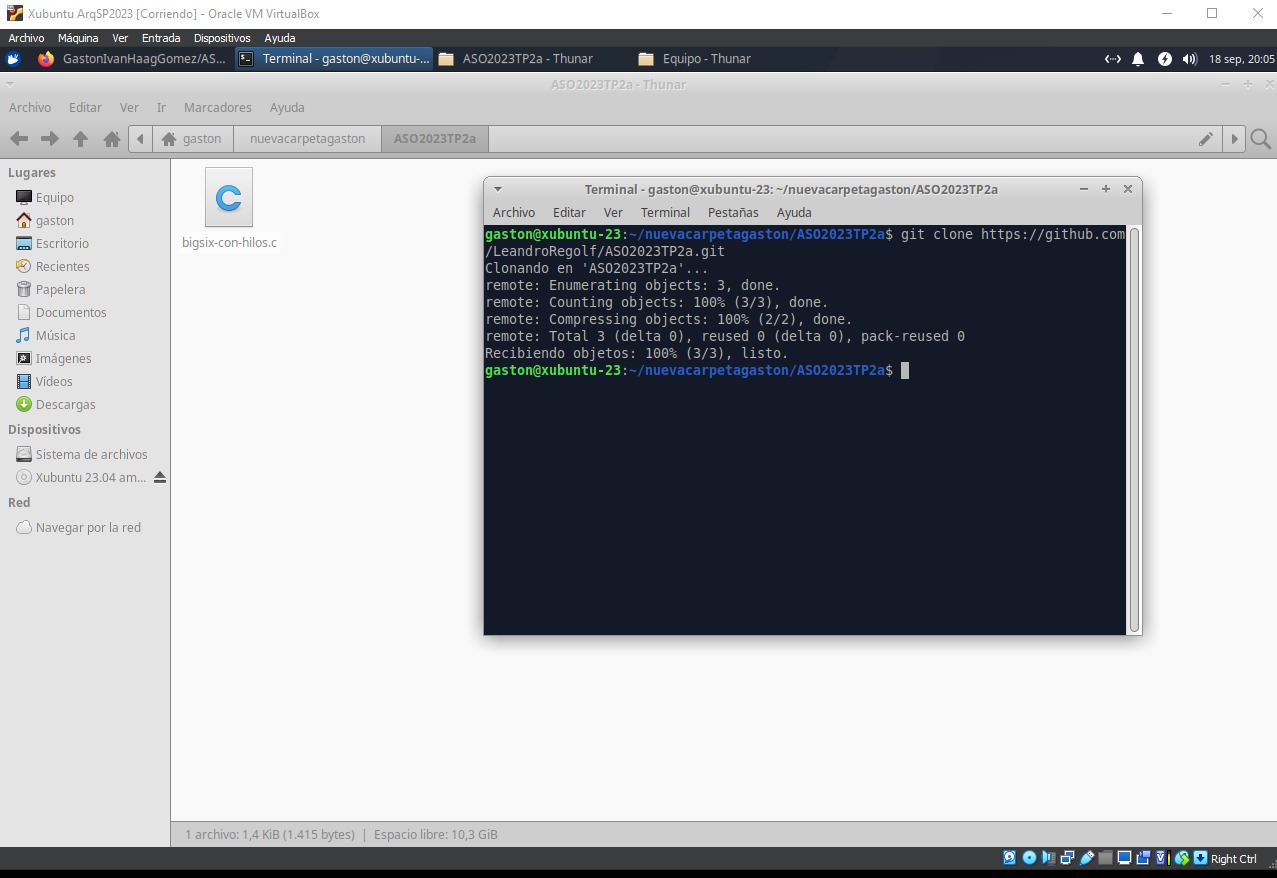 Xubuntu ArqSP2023 [Corriendo] - Oracle VM VirtualBox
Archivo Máquina Ver Entrada Dispositivos Ayuda
GastonIvanHaagGomez/AS... Terminal - gaston@xubuntu-... ASO2023TP2a - Thunar Equipo - Thunar 18 sep, 20:05
ASO2023TP2a - Thunar
Archivo Editar Ver Ir Marcadores Ayuda
gaston nuevacarpetagaston ASO2023TP2a
Lugares
Equipo
gaston
Escritorio
Recientes
Papelera
Documentos
Música
Imágenes
Vídeos
Descargas
Dispositivos
Sistema de archivos
Xubuntu 23.04 am...
Red
Navegar por la red
C
bigsix-con-hilos.c
Terminal - gaston@xubuntu-23: ~/nuevacarpetagaston/ASO2023TP2a
Archivo Editar Ver Terminal Pestañas Ayuda
gaston@xubuntu-23:~/nuevacarpetagaston/ASO2023TP2a$ git clone https://github.com
/LeandroRegolf/ASO2023TP2a.git
Clonando en 'ASO2023TP2a'...
remote: Enumerating objects: 3, done.
remote: Counting objects: 100% (3/3), done.
remote: Compressing objects: 100% (2/2), done.
remote: Total 3 (delta 0), reused 0 (delta 0), pack-reused 0
Recibiendo objetos: 100% (3/3), listo.
gaston@xubuntu-23:~/nuevacarpetagaston/ASO2023TP2a$
1 archivo: 1,4 KiB (1.415 bytes) | Espacio libre: 10,3 GiB
Right Ctrl